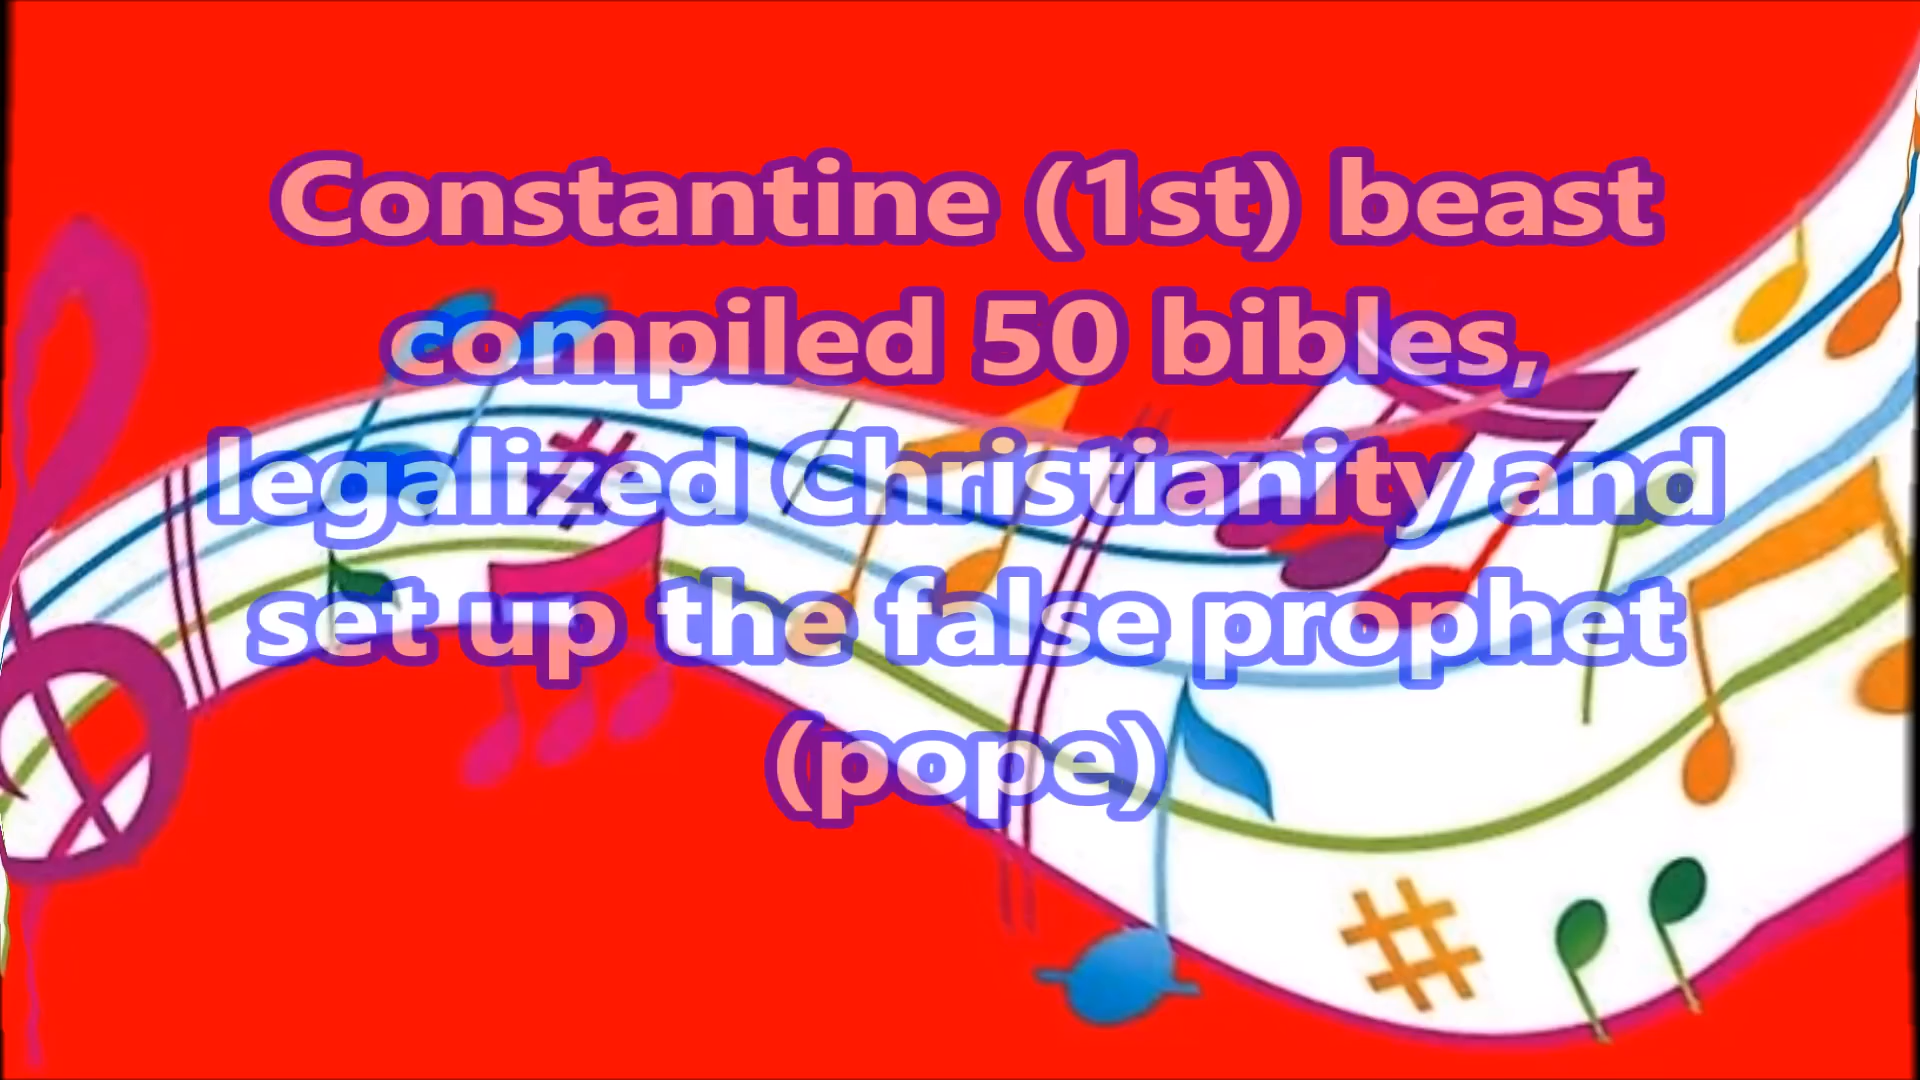 Constantine (1st) beast
compiled 50 bibles,
legalized Christianity and
set up the false prophet
(pope)